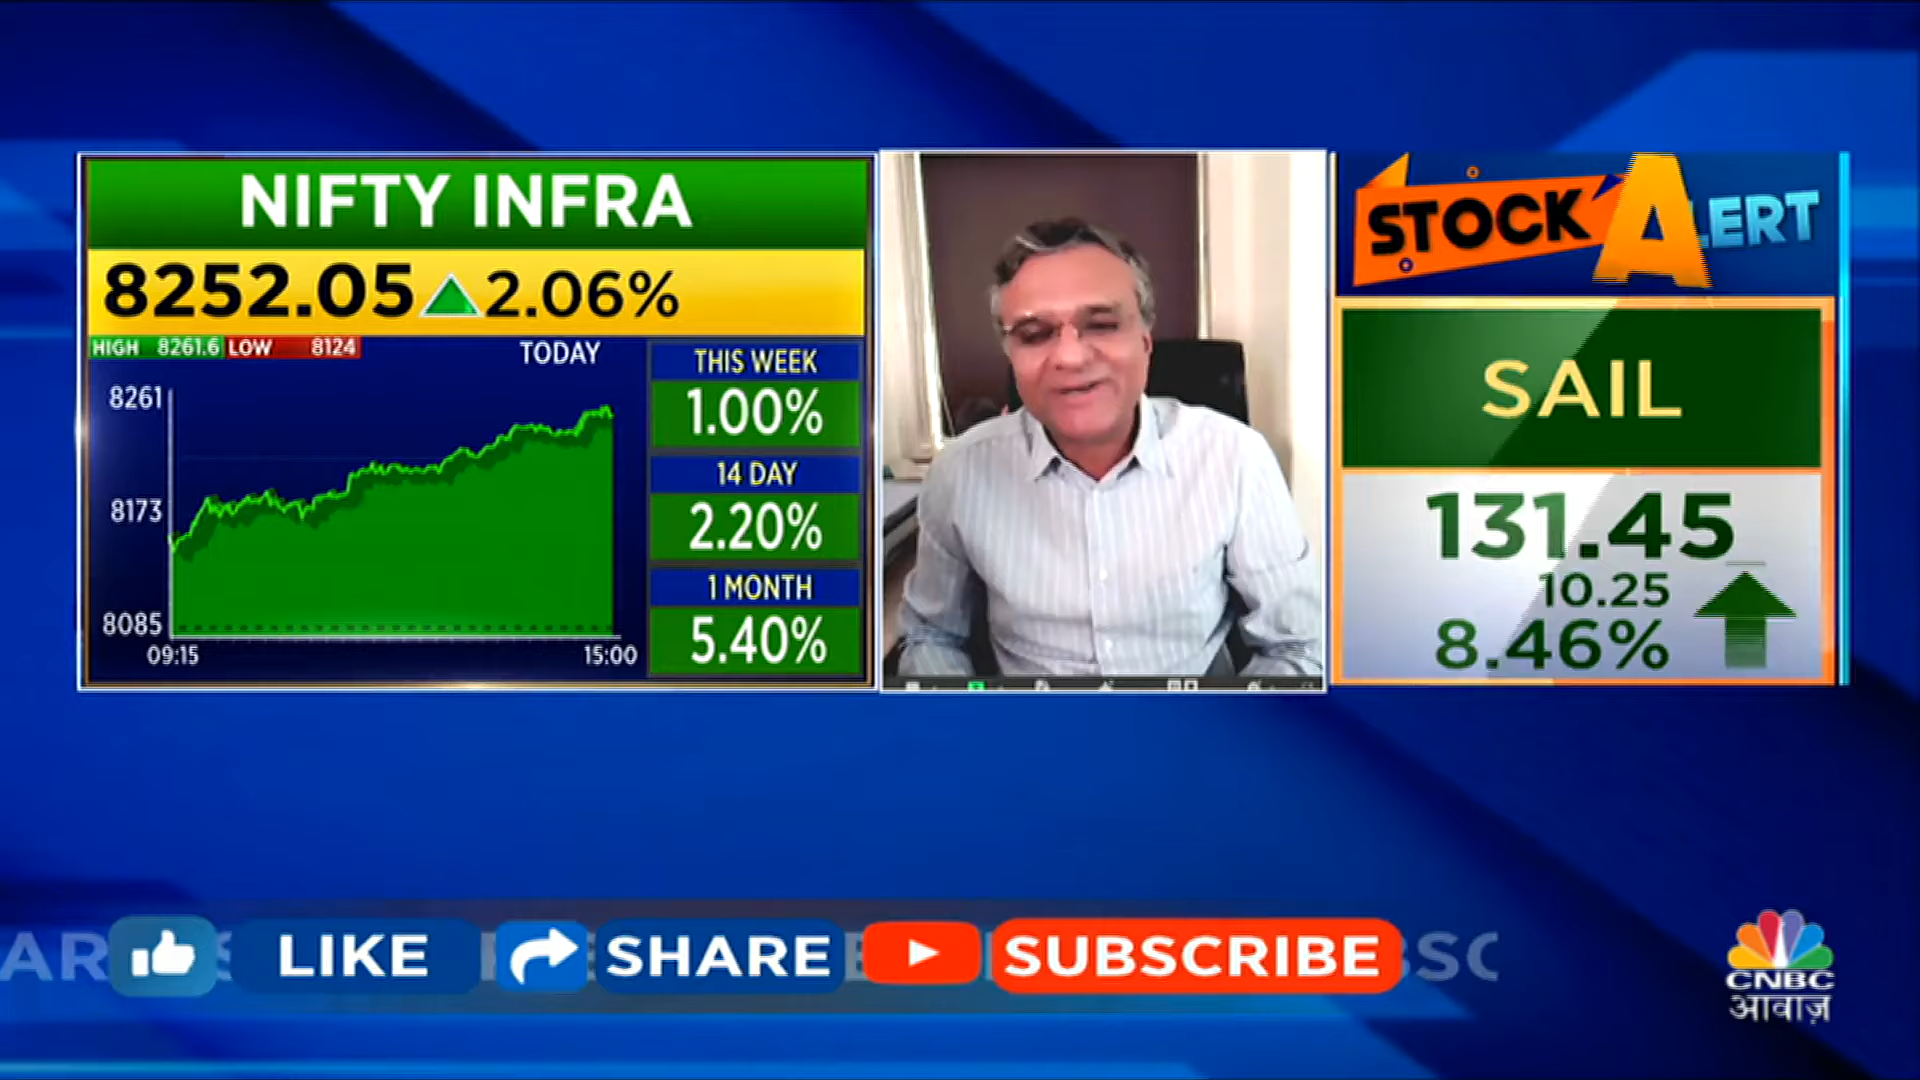 NIFTY INFRA
8252.05 2.06%
HIGH 8261.6 LOW 8124
TODAY
8261
8173
8085
09:15 15:00
THIS WEEK
1.00%
14 DAY
2.20%
1 MONTH
5.40%
STOCK ALERT
SAIL
131.45
10.25
8.46%
LIKE SHARE SUBSCRIBE
CNBC
आवाज़